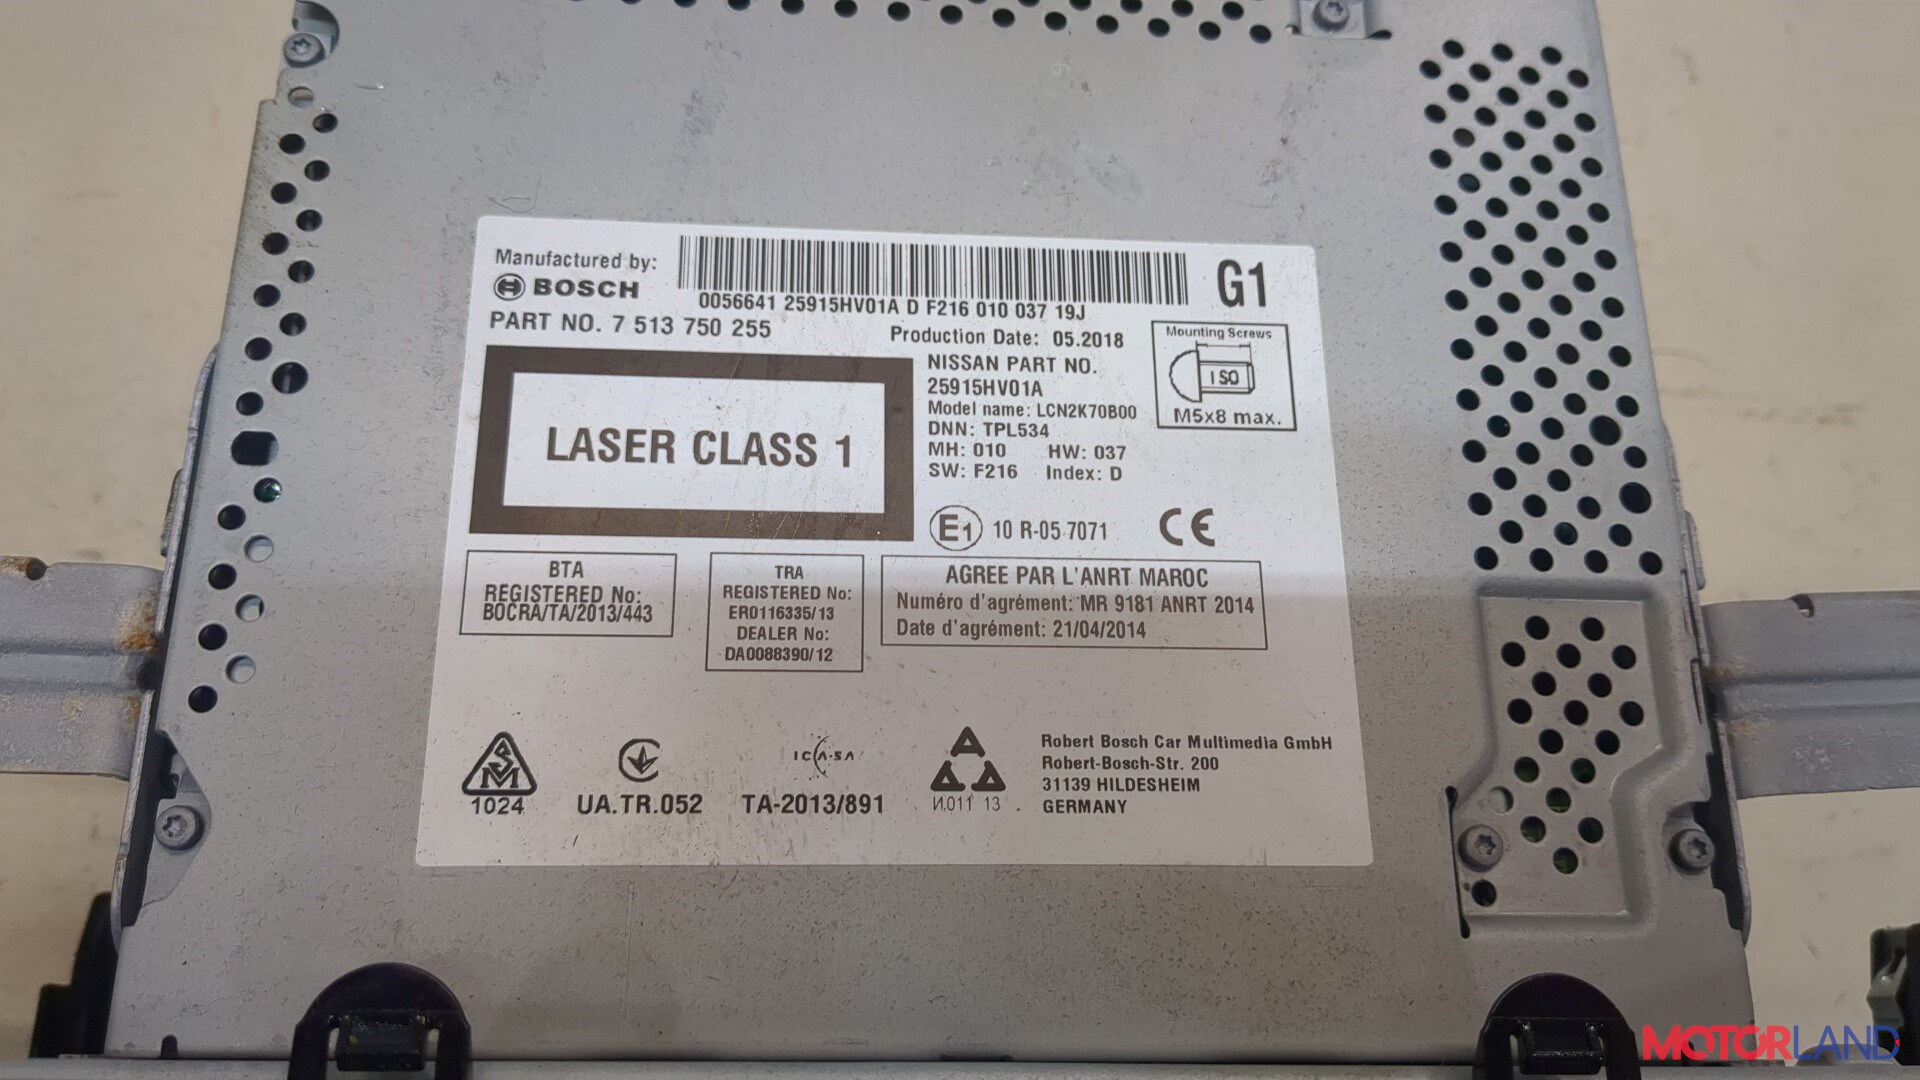 Manufactured by:
BOSCH
0056641 25915HV01A D F216 010 037 19J
G1
PART NO. 7 513 750 255
Production Date: 05.2018
NISSAN PART NO.
25915HV01A
Model name: LCN2K70B00
DNN: TPL534
MH: 010 HW: 037
SW: F216 Index: D
Mounting Screws
ISO
M5x8 max.
LASER CLASS 1
E1 10 R-05 7071 CE
BTA
REGISTERED No:
BOCRA/TA/2013/443
TRA
REGISTERED No:
ER0116335/13
DEALER No:
DA0088390/12
AGREE PAR L'ANRT MAROC
Numéro d'agrément: MR 9181 ANRT 2014
Date d'agrément: 21/04/2014
SM
1024
UA.TR.052
ICASA
TA-2013/891
И.011 13
Robert Bosch Car Multimedia GmbH
Robert-Bosch-Str. 200
31139 HILDESHEIM
GERMANY
MOTORLAND